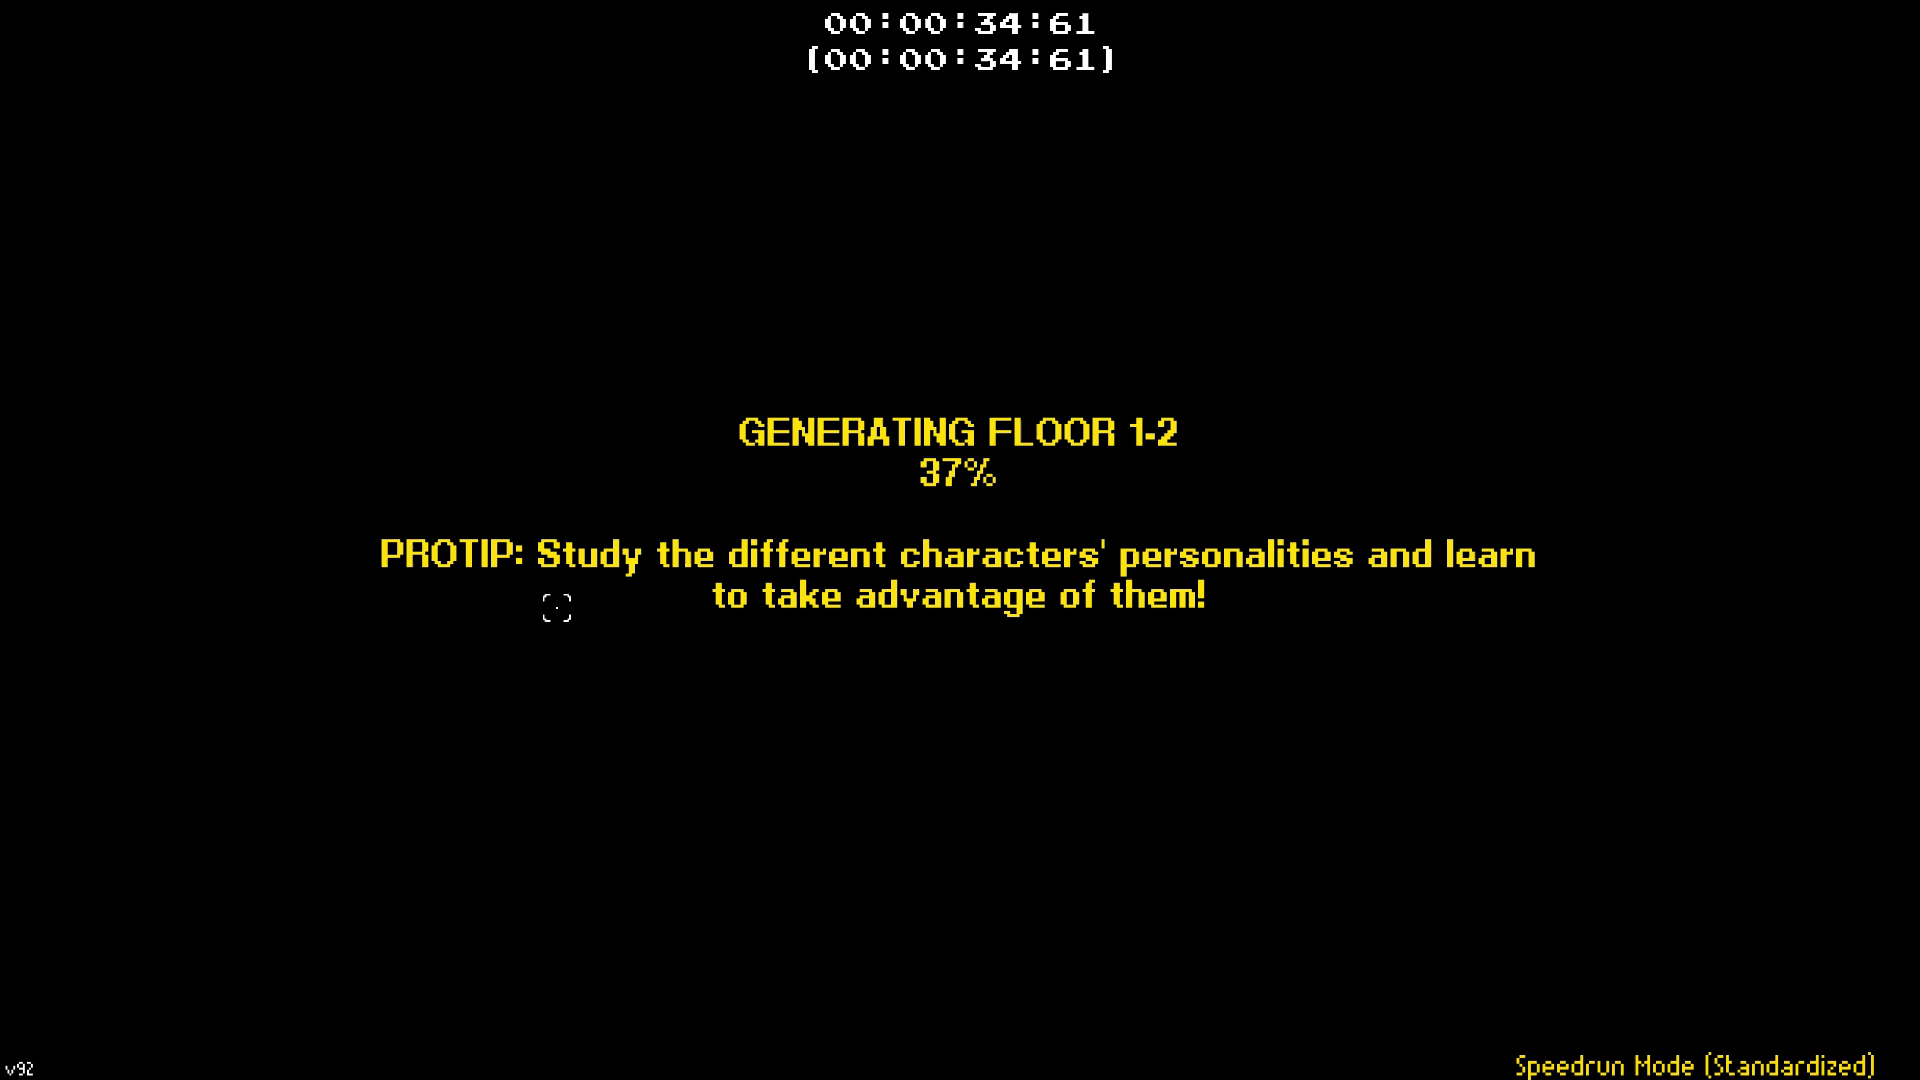 00:00:34:61
[00:00:34:61]
GENERATING FLOOR 1-2
37%
PROTIP: Study the different characters' personalities and learn
to take advantage of them!
v92
Speedrun Mode (Standardized)